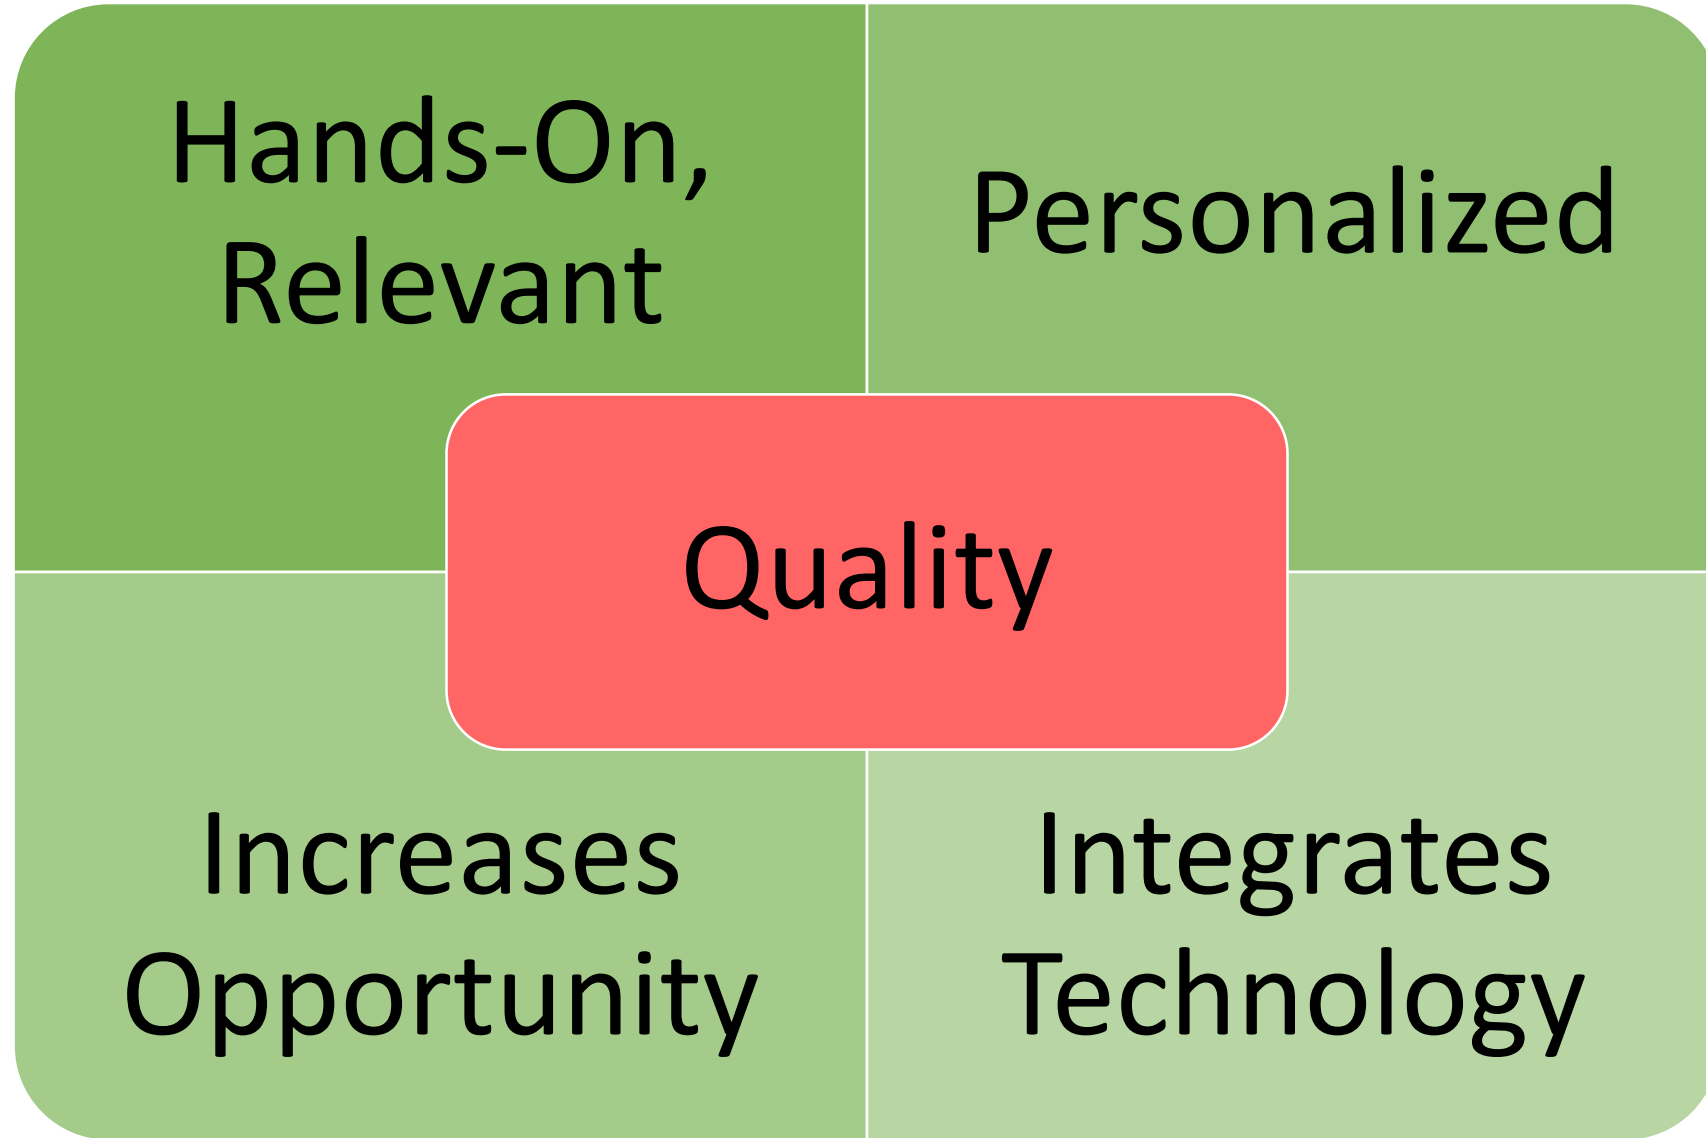 Hands-On,
Relevant
Personalized
Quality
Increases
Opportunity
Integrates
Technology